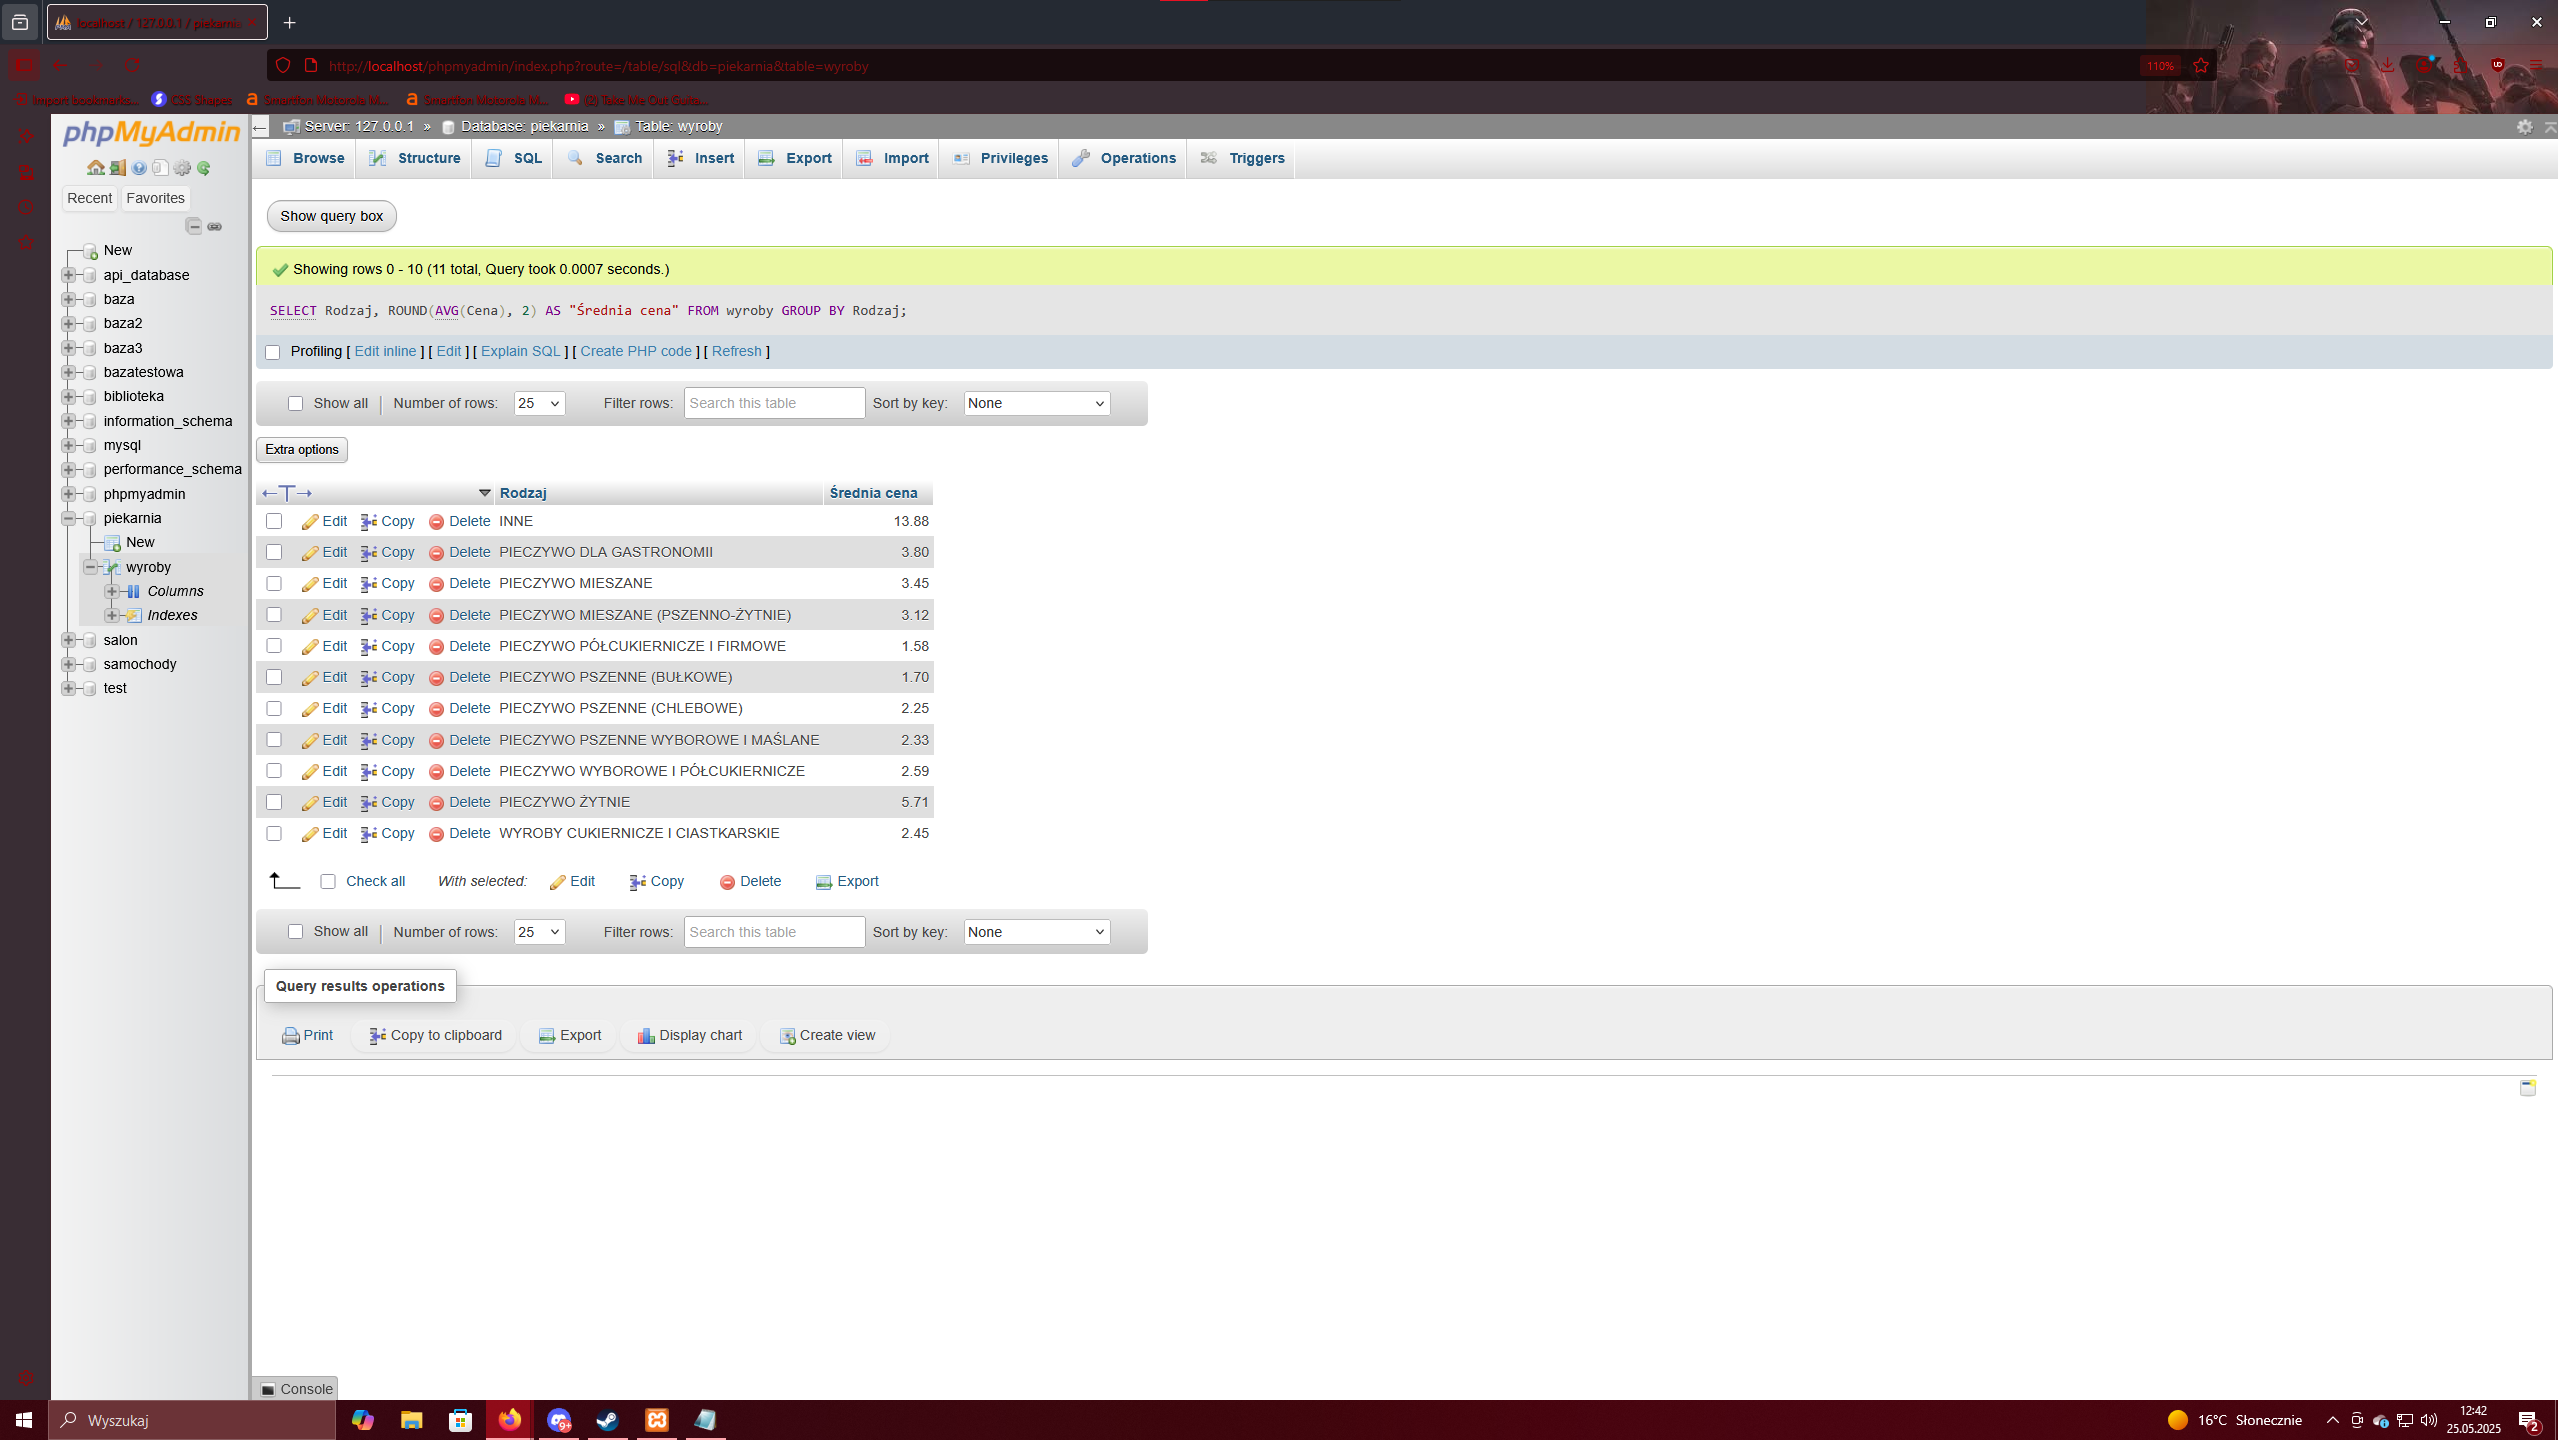 localhost / 127.0.0.1 / piekarnia
http://localhost/phpmyadmin/index.php?route=/table/sql&db=piekarnia&table=wyroby
110%
Import bookmarks...
CSS Shapes
Smartfon Motorola M...
Smartfon Motorola M...
(2) Take Me Out Guita...
phpMyAdmin
Recent
Favorites
New
api_database
baza
baza2
baza3
bazatestowa
biblioteka
information_schema
mysql
performance_schema
phpmyadmin
piekarnia
New
wyroby
Columns
Indexes
salon
samochody
test
Server: 127.0.0.1 » Database: piekarnia » Table: wyroby
Browse Structure SQL Search Insert Export Import Privileges Operations Triggers
Show query box
Showing rows 0 - 10 (11 total, Query took 0.0007 seconds.)
SELECT Rodzaj, ROUND(AVG(Cena), 2) AS "Średnia cena" FROM wyroby GROUP BY Rodzaj;
Profiling [ Edit inline ] [ Edit ] [ Explain SQL ] [ Create PHP code ] [ Refresh ]
Show all | Number of rows: 25 Filter rows: Search this table Sort by key: None
Extra options
Rodzaj Średnia cena
Edit Copy Delete INNE 13.88
Edit Copy Delete PIECZYWO DLA GASTRONOMII 3.80
Edit Copy Delete PIECZYWO MIESZANE 3.45
Edit Copy Delete PIECZYWO MIESZANE (PSZENNO-ŻYTNIE) 3.12
Edit Copy Delete PIECZYWO PÓŁCUKIERNICZE I FIRMOWE 1.58
Edit Copy Delete PIECZYWO PSZENNE (BUŁKOWE) 1.70
Edit Copy Delete PIECZYWO PSZENNE (CHLEBOWE) 2.25
Edit Copy Delete PIECZYWO PSZENNE WYBOROWE I MAŚLANE 2.33
Edit Copy Delete PIECZYWO WYBOROWE I PÓŁCUKIERNICZE 2.59
Edit Copy Delete PIECZYWO ŻYTNIE 5.71
Edit Copy Delete WYROBY CUKIERNICZE I CIASTKARSKIE 2.45
Check all With selected: Edit Copy Delete Export
Show all | Number of rows: 25 Filter rows: Search this table Sort by key: None
Query results operations
Print Copy to clipboard Export Display chart Create view
Console
Wyszukaj
9+
16°C Słonecznie
12:42
25.05.2025
2